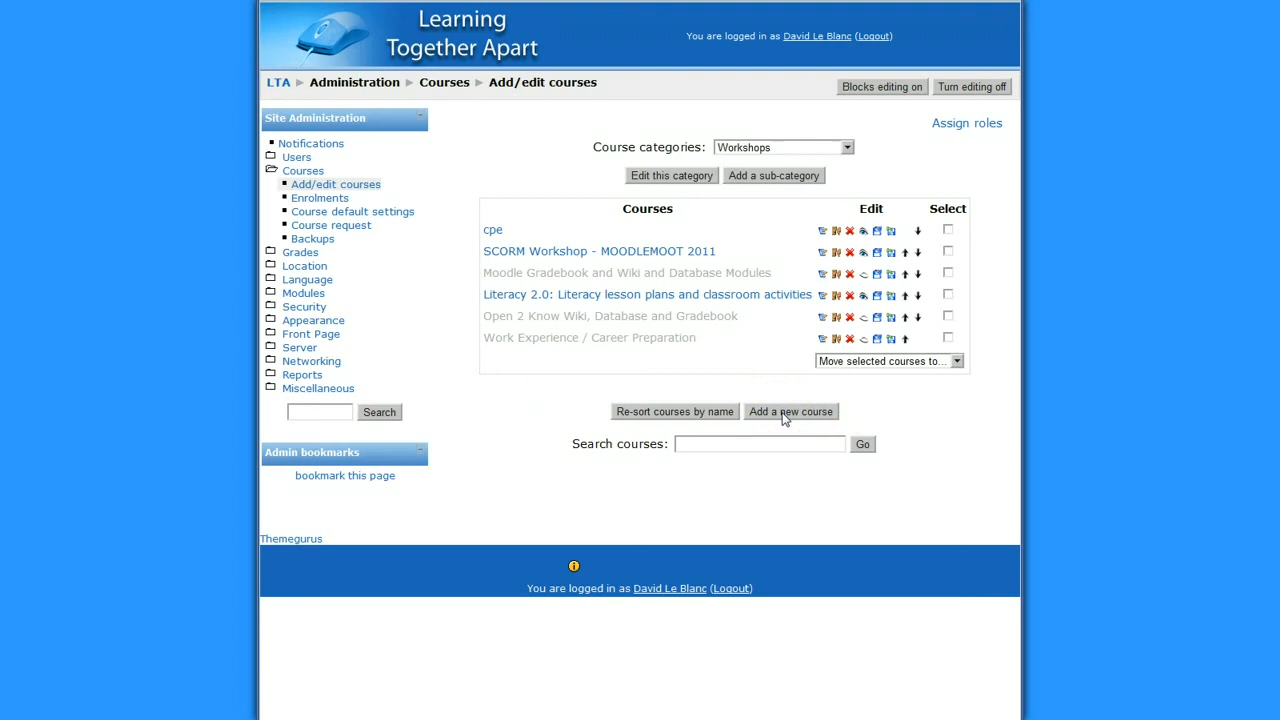 Learning
Together Apart
You are logged in as David Le Blanc (Logout)
LTA Administration Courses Add/edit courses
Blocks editing on Turn editing off
Site Administration
Notifications
Users
Courses
Add/edit courses
Enrolments
Course default settings
Course request
Backups
Grades
Location
Language
Modules
Security
Appearance
Front Page
Server
Networking
Reports
Miscellaneous
Search
Admin bookmarks
bookmark this page
Assign roles
Course categories: Workshops
Edit this category Add a sub-category
Courses Edit Select
cpe
SCORM Workshop - MOODLEMOOT 2011
Moodle Gradebook and Wiki and Database Modules
Literacy 2.0: Literacy lesson plans and classroom activities
Open 2 Know Wiki, Database and Gradebook
Work Experience / Career Preparation
Move selected courses to...
Re-sort courses by name Add a new course
Search courses: Go
Themegurus
You are logged in as David Le Blanc (Logout)